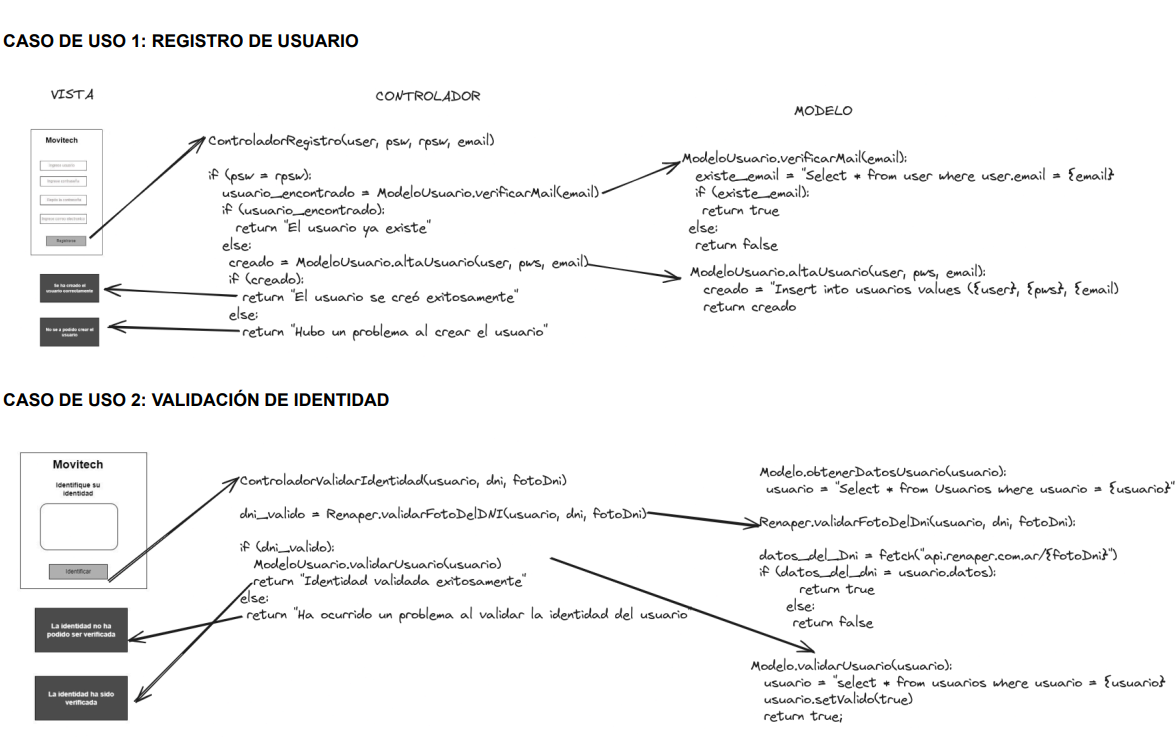 CASO DE USO 1: REGISTRO DE USUARIO
VISTA
CONTROLADOR
MODELO
Movitech
Ingrese usuario
Ingrese contraseña
Registrarse
Se ha creado el
usuario correctamente
No se a podido crear el
usuario
ControladorRegistro(user, psw, rpsw, email)
if (psw = rpsw):
usuario_encontrado = ModeloUsuario.verificarMail(email)
if (usuario_encontrado):
return "El usuario ya existe"
else:
creado = ModeloUsuario.altaUsuario(user, pws, email)
if (creado):
return "El usuario se creó exitosamente"
else:
return "Hubo un problema al crear el usuario"
ModeloUsuario.verificarMail(email):
existe_email = "Select * from user where user.email = {email}
if (existe_email):
return true
else:
return false
ModeloUsuario.altaUsuario(user, pws, email):
creado = "Insert into usuarios values ({user}, {pws}, {email)
return creado
CASO DE USO 2: VALIDACIÓN DE IDENTIDAD
Movitech
Identifique su
identidad
Identificar
La identidad no ha
podido ser verificada
La identidad ha sido
verificada
ControladorValidarIdentidad(usuario, dni, fotoDni)
dni_valido = Renaper.validarFotoDelDNI(usuario, dni, fotoDni)
if (dni_valido):
ModeloUsuario.validarUsuario(usuario)
return "Identidad validada exitosamente"
else:
return "Ha ocurrido un problema al validar la identidad del usuario"
Modelo.obtenerDatosUsuario(usuario):
usuario = "Select * from Usuarios where usuario = {usuario}"
Renaper.validarFotoDelDni(usuario, dni, fotoDni):
datos_del_Dni = fetch("api.renaper.com.ar/{fotoDni}")
if (datos_del_dni = usuario.datos):
return true
else:
return false
Modelo.validarUsuario(usuario):
usuario = "select * from usuarios where usuario = {usuario}
usuario.setValido(true)
return true;